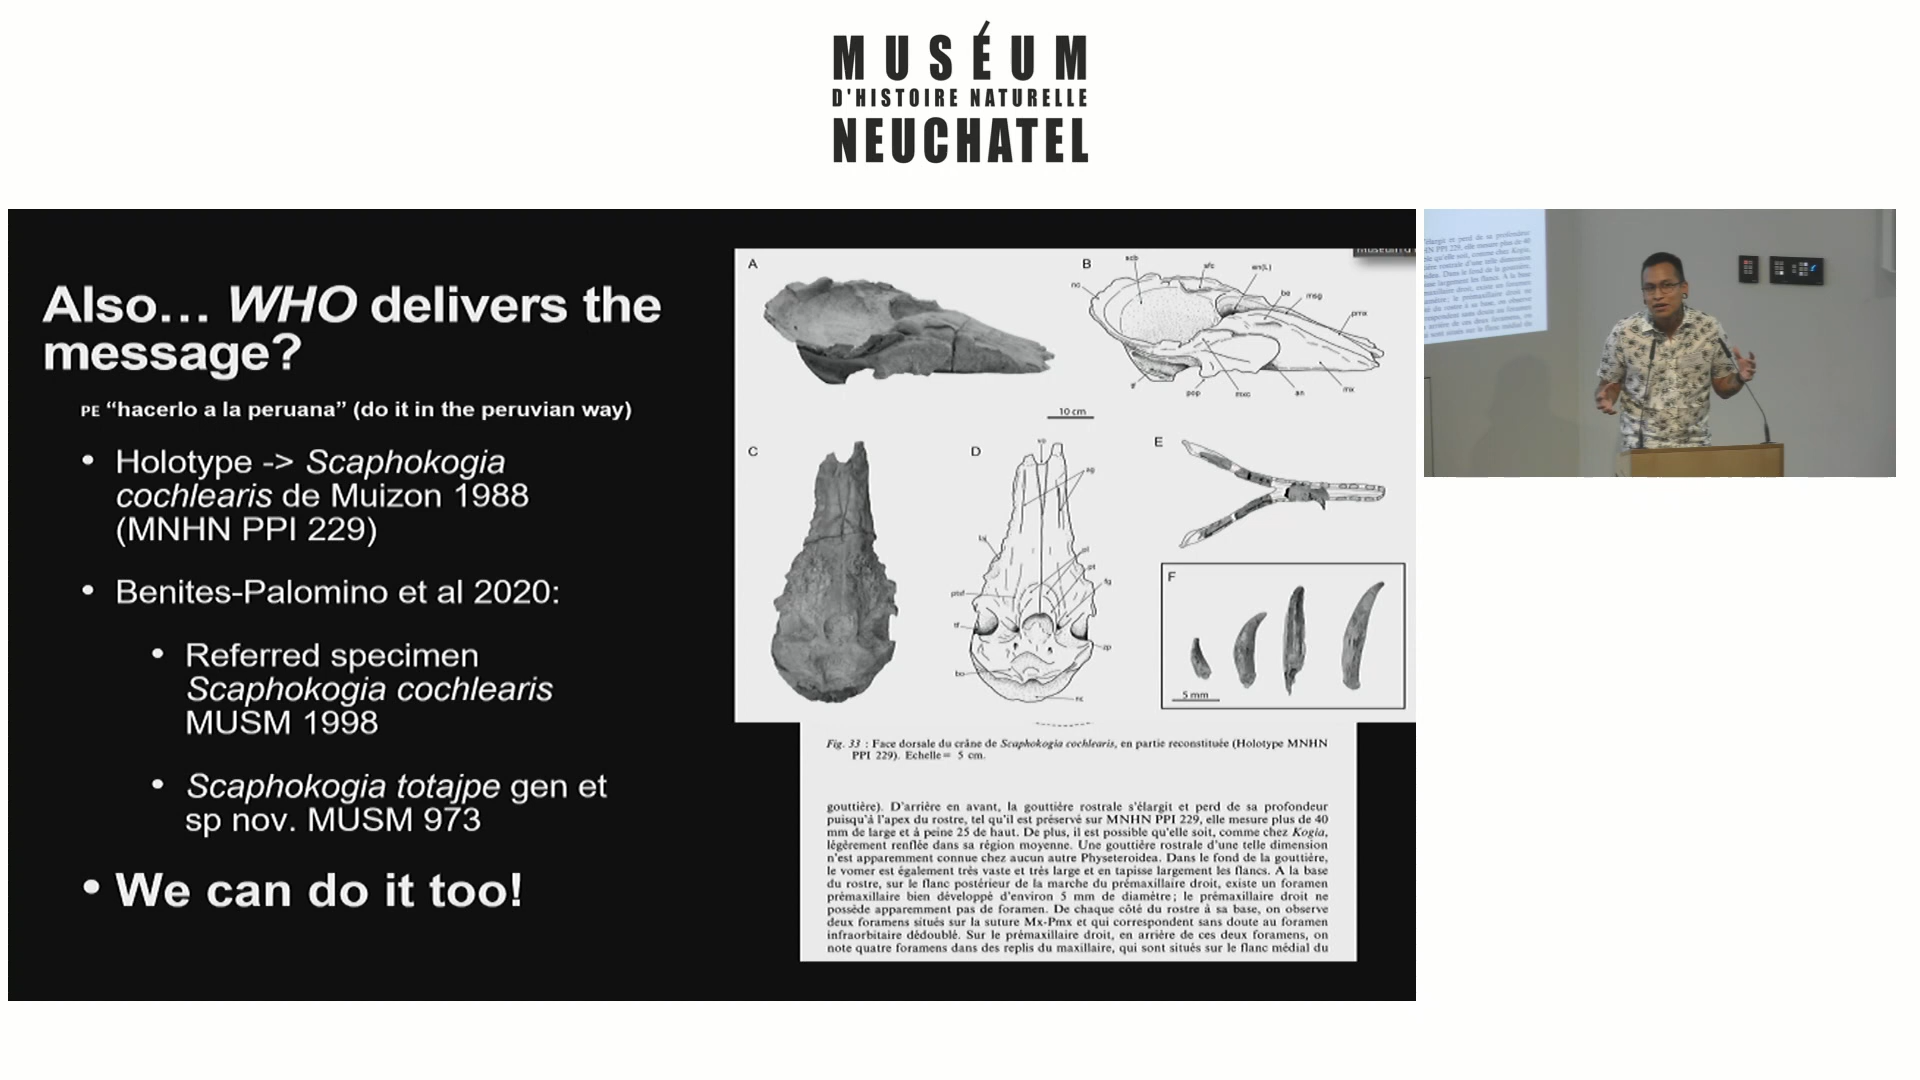 MUSÉUM
D'HISTOIRE NATURELLE
NEUCHATEL
Also… WHO delivers the
message?
PE “hacerlo a la peruana” (do it in the peruvian way)
• Holotype -> Scaphokogia
cochlearis de Muizon 1988
(MNHN PPI 229)
• Benites-Palomino et al 2020:
• Referred specimen
Scaphokogia cochlearis
MUSM 1998
• Scaphokogia totajpe gen et
sp nov. MUSM 973
• We can do it too!
A
B
scb
sfc
en(L)
nc
be
msg
pmx
tf
pop
mxc
an
mx
10 cm
C
D
E
F
5 mm
Fig. 33 : Face dorsale du crâne de Scaphokogia cochlearis, en partie reconstituée (Holotype MNHN
PPI 229). Echelle = 5 cm.
gouttière). D'arrière en avant, la gouttière rostrale s'élargit et perd de sa profondeur
puisqu'à l'apex du rostre, tel qu'il est préservé sur MNHN PPI 229, elle mesure plus de 40
mm de large et à peine 25 de haut. De plus, il est possible qu'elle soit, comme chez Kogia,
légèrement renflée dans sa région moyenne. Une gouttière rostrale d'une telle dimension
n'est apparemment connue chez aucun autre Physeteroidea. Dans le fond de la gouttière,
le vomer est également très vaste et très large et en tapisse largement les flancs. A la base
du rostre, sur le flanc postérieur de la marche du prémaxillaire droit, existe un foramen
prémaxillaire bien développé d'environ 5 mm de diamètre; le prémaxillaire droit ne
possède apparemment pas de foramen. De chaque côté du rostre à sa base, on observe
deux foramens situés sur la suture Mx-Pmx et qui correspondent sans doute au foramen
infraorbitaire dédoublé. Sur le prémaxillaire droit, en arrière de ces deux foramens, on
note quatre foramens dans des replis du maxillaire, qui sont situés sur le flanc médial du